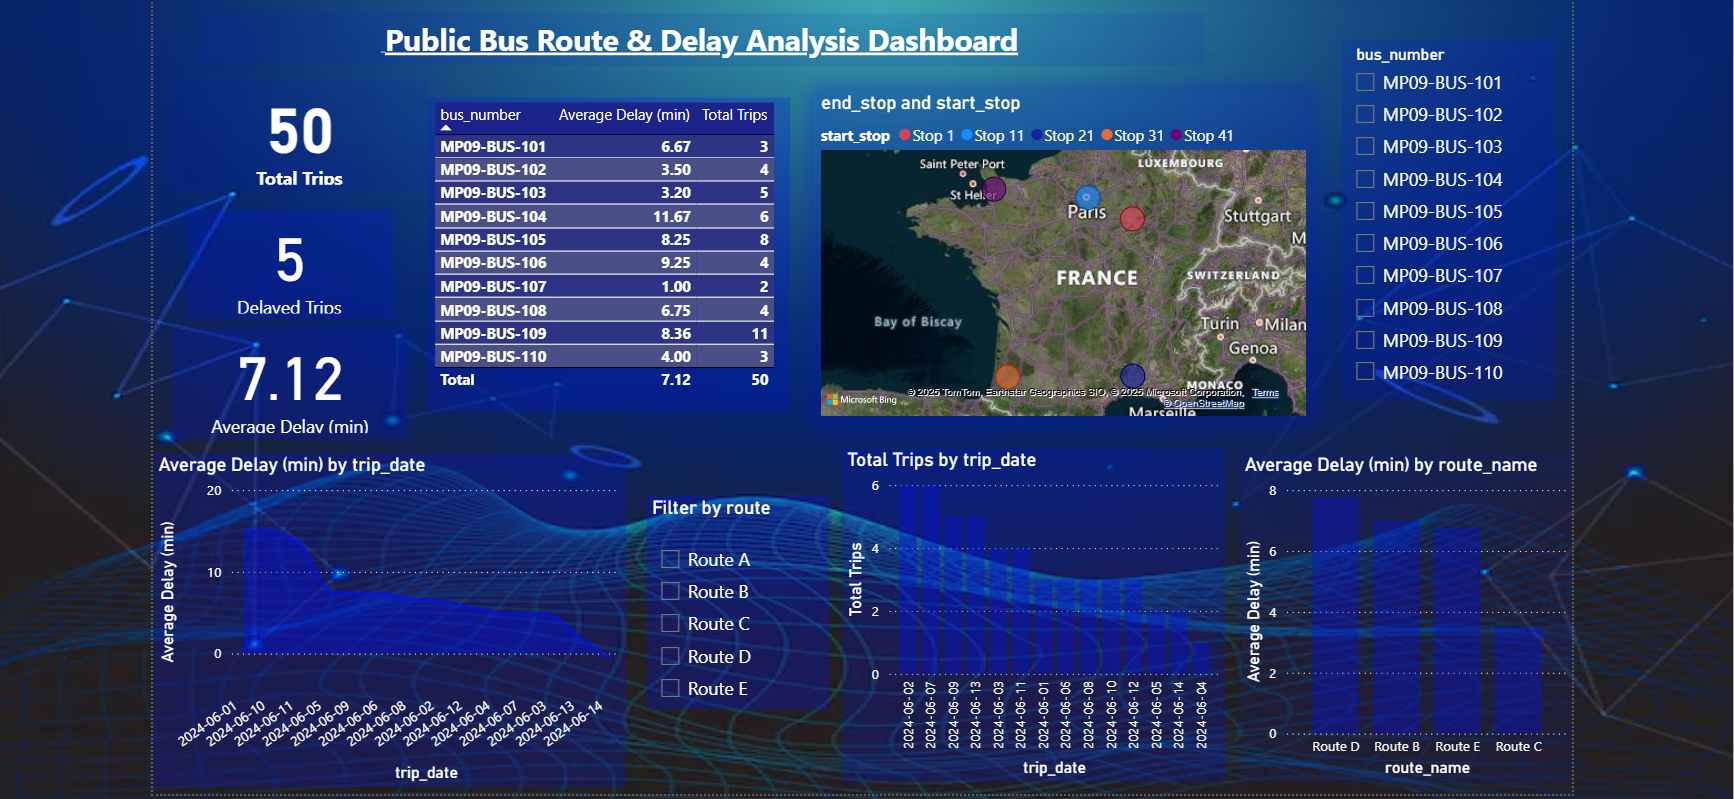 Public Bus Route & Delay Analysis Dashboard
50
Total Trips
5
Delayed Trips
7.12
Average Delay (min)
bus_number Average Delay (min) Total Trips
MP09-BUS-101 6.67 3
MP09-BUS-102 3.50 4
MP09-BUS-103 3.20 5
MP09-BUS-104 11.67 6
MP09-BUS-105 8.25 8
MP09-BUS-106 9.25 4
MP09-BUS-107 1.00 2
MP09-BUS-108 6.75 4
MP09-BUS-109 8.36 11
MP09-BUS-110 4.00 3
Total 7.12 50
end_stop and start_stop
start_stop Stop 1 Stop 11 Stop 21 Stop 31 Stop 41
Saint Peter Port
LUXEMBOURG
St Helier
Paris
Stuttgart
M
FRANCE
SWITZERLAND
Bay of Biscay
Turin
Milan
Genoa
MONACO
© 2025 TomTom, Earthstar Geographics SIO, © 2025 Microsoft Corporation, Terms
Microsoft Bing
© OpenStreetMap
Marseille
bus_number
MP09-BUS-101
MP09-BUS-102
MP09-BUS-103
MP09-BUS-104
MP09-BUS-105
MP09-BUS-106
MP09-BUS-107
MP09-BUS-108
MP09-BUS-109
MP09-BUS-110
Average Delay (min) by trip_date
Average Delay (min)
20
10
0
2024-06-01
2024-06-10
2024-06-11
2024-06-05
2024-06-09
2024-06-06
2024-06-08
2024-06-02
2024-06-12
2024-06-04
2024-06-07
2024-06-03
2024-06-13
2024-06-14
trip_date
Filter by route
Route A
Route B
Route C
Route D
Route E
Total Trips by trip_date
Total Trips
6
4
2
0
2024-06-02
2024-06-07
2024-06-09
2024-06-13
2024-06-03
2024-06-11
2024-06-01
2024-06-06
2024-06-08
2024-06-10
2024-06-12
2024-06-05
2024-06-14
2024-06-04
trip_date
Average Delay (min) by route_name
Average Delay (min)
8
6
4
2
0
Route D Route B Route E Route C
route_name